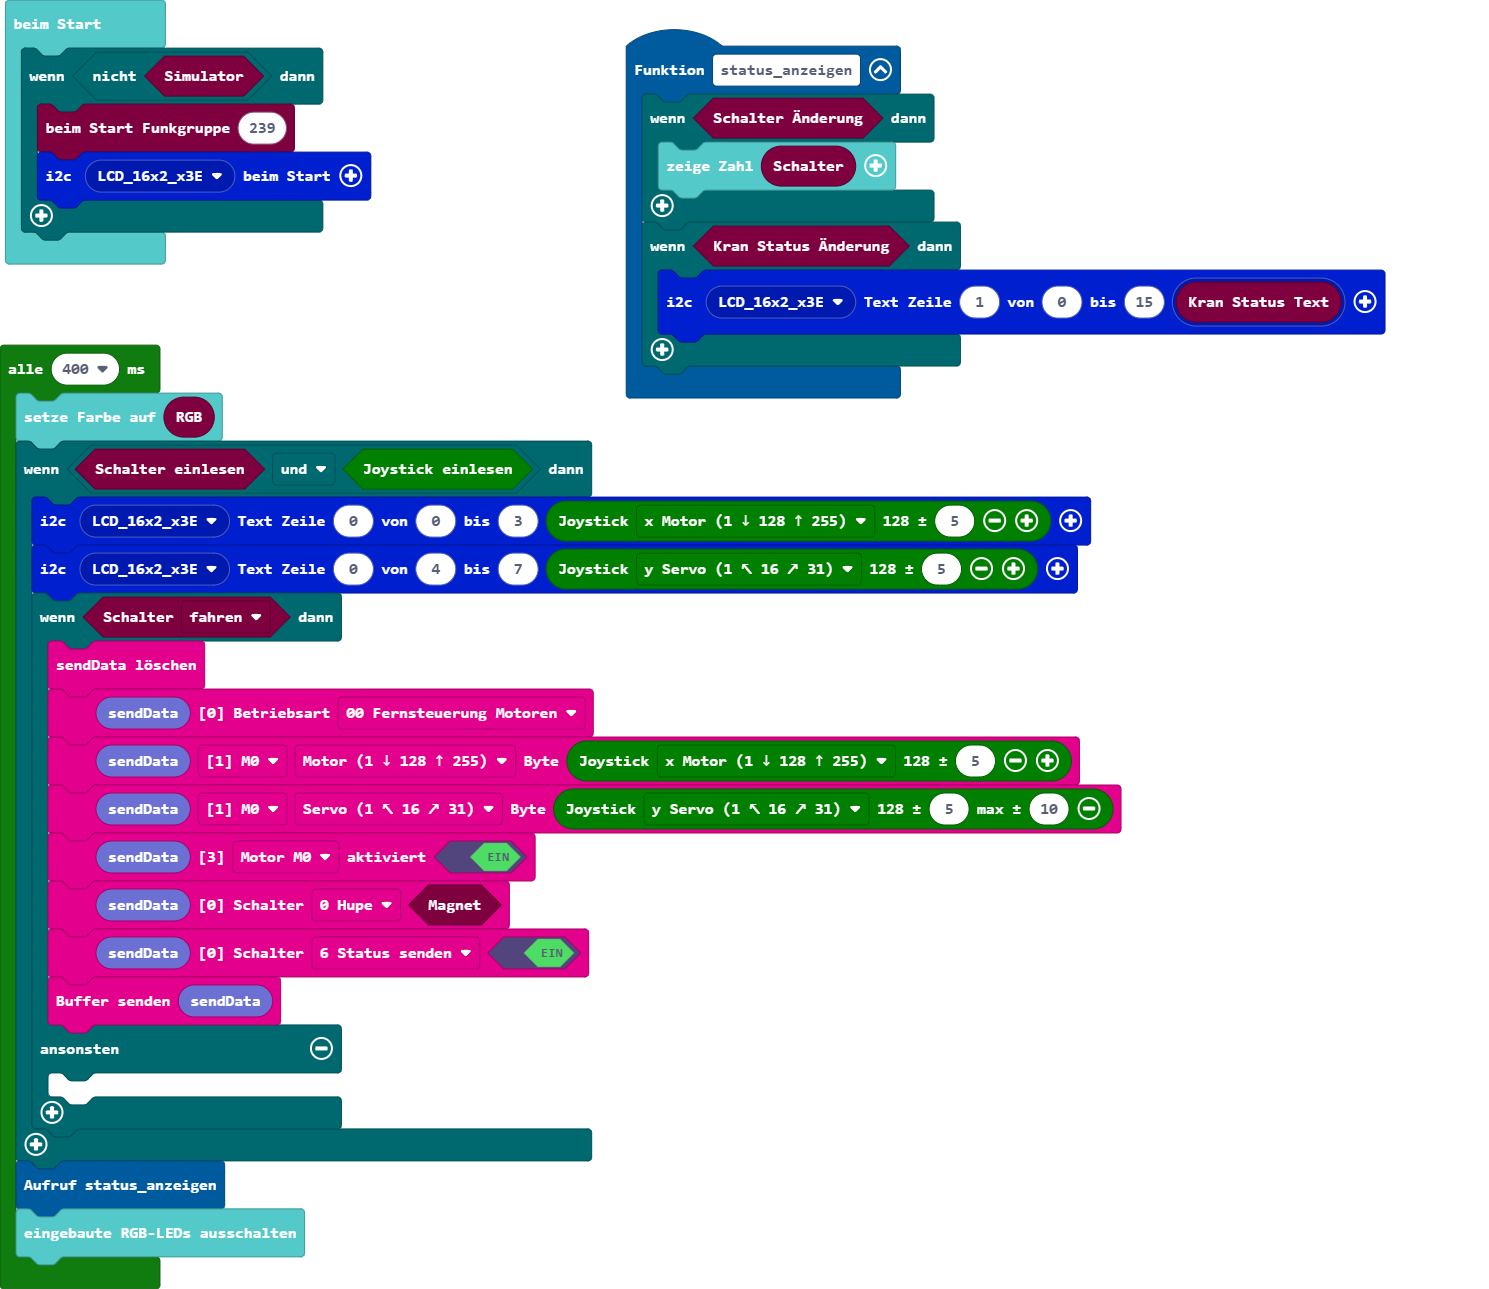 beim Start
wenn nicht Simulator dann
beim Start Funkgruppe 239
i2c LCD_16x2_x3E beim Start
Funktion status_anzeigen
wenn Schalter Änderung dann
zeige Zahl Schalter
wenn Kran Status Änderung dann
i2c LCD_16x2_x3E Text Zeile 1 von 0 bis 15 Kran Status Text
alle 400 ms
setze Farbe auf RGB
wenn Schalter einlesen und Joystick einlesen dann
i2c LCD_16x2_x3E Text Zeile 0 von 0 bis 3 Joystick x Motor (1 ↓ 128 ↑ 255) 128 ± 5
i2c LCD_16x2_x3E Text Zeile 0 von 4 bis 7 Joystick y Servo (1 ↖ 16 ↗ 31) 128 ± 5
wenn Schalter fahren dann
sendData löschen
sendData [0] Betriebsart 00 Fernsteuerung Motoren
sendData [1] M0 Motor (1 ↓ 128 ↑ 255) Byte Joystick x Motor (1 ↓ 128 ↑ 255) 128 ± 5
sendData [1] M0 Servo (1 ↖ 16 ↗ 31) Byte Joystick y Servo (1 ↖ 16 ↗ 31) 128 ± 5 max ± 10
sendData [3] Motor M0 aktiviert EIN
sendData [0] Schalter 0 Hupe Magnet
sendData [0] Schalter 6 Status senden EIN
Buffer senden sendData
ansonsten
Aufruf status_anzeigen
eingebaute RGB-LEDs ausschalten